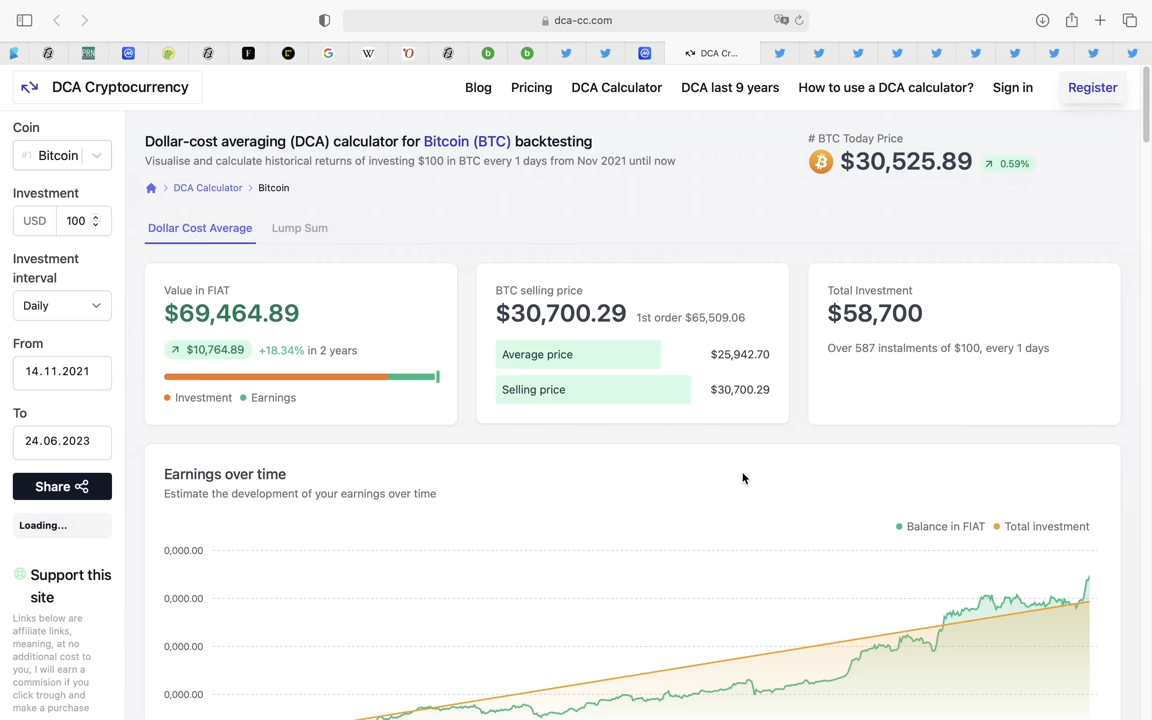 dca-cc.com
PRN
F
G
W
b
b
DCA Cr...
DCA Cryptocurrency
Blog
Pricing
DCA Calculator
DCA last 9 years
How to use a DCA calculator?
Sign in
Register
Coin
#1 Bitcoin
Investment
USD 100
Investment
interval
Daily
From
14.11.2021
To
24.06.2023
Share
Loading...
Support this
site
Links below are
affiliate links,
meaning, at no
additional cost to
you, I will earn a
commision if you
click trough and
make a purchase
Dollar-cost averaging (DCA) calculator for Bitcoin (BTC) backtesting
Visualise and calculate historical returns of investing $100 in BTC every 1 days from Nov 2021 until now
DCA Calculator > Bitcoin
# BTC Today Price
$30,525.89 0.59%
Dollar Cost Average
Lump Sum
Value in FIAT
$69,464.89
$10,764.89 +18.34% in 2 years
Investment Earnings
BTC selling price
$30,700.29 1st order $65,509.06
Average price $25,942.70
Selling price $30,700.29
Total Investment
$58,700
Over 587 instalments of $100, every 1 days
Earnings over time
Estimate the development of your earnings over time
Balance in FIAT Total investment
0,000.00
0,000.00
0,000.00
0,000.00